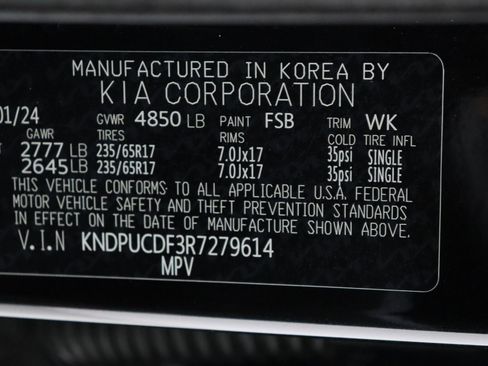 MANUFACTURED IN KOREA BY
KIA CORPORATION
01/24 GVWR 4850 LB PAINT FSB TRIM WK
GAWR TIRES RIMS COLD TIRE INFL
2777 LB 235/65R17 7.0Jx17 35psi SINGLE
2645 LB 235/65R17 7.0Jx17 35psi SINGLE
THIS VEHICLE CONFORMS TO ALL APPLICABLE U.S.A. FEDERAL
MOTOR VEHICLE SAFETY AND THEFT PREVENTION STANDARDS
IN EFFECT ON THE DATE OF MANUFACTURE SHOWN ABOVE.
V.I.N KNDPUCDF3R7279614
MPV